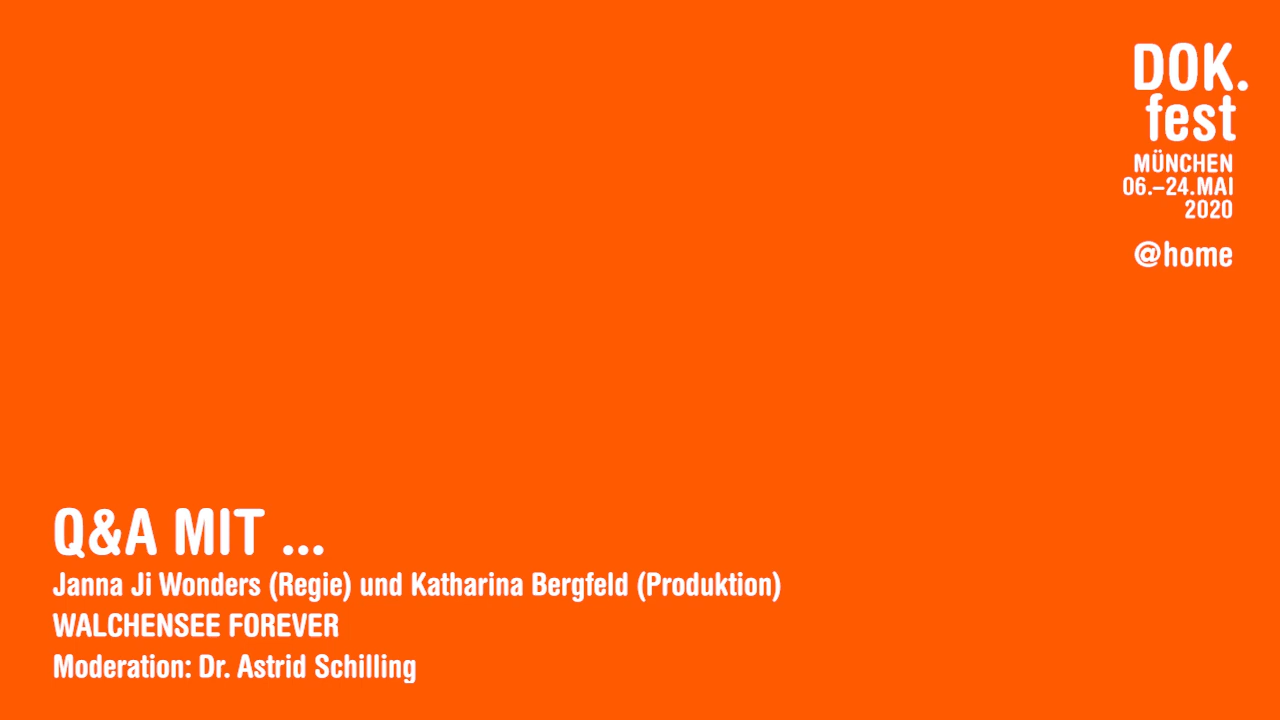 DOK.
fest
MÜNCHEN
06.–24.MAI
2020
@home
Q&A MIT ...
Janna Ji Wonders (Regie) und Katharina Bergfeld (Produktion)
WALCHENSEE FOREVER
Moderation: Dr. Astrid Schilling